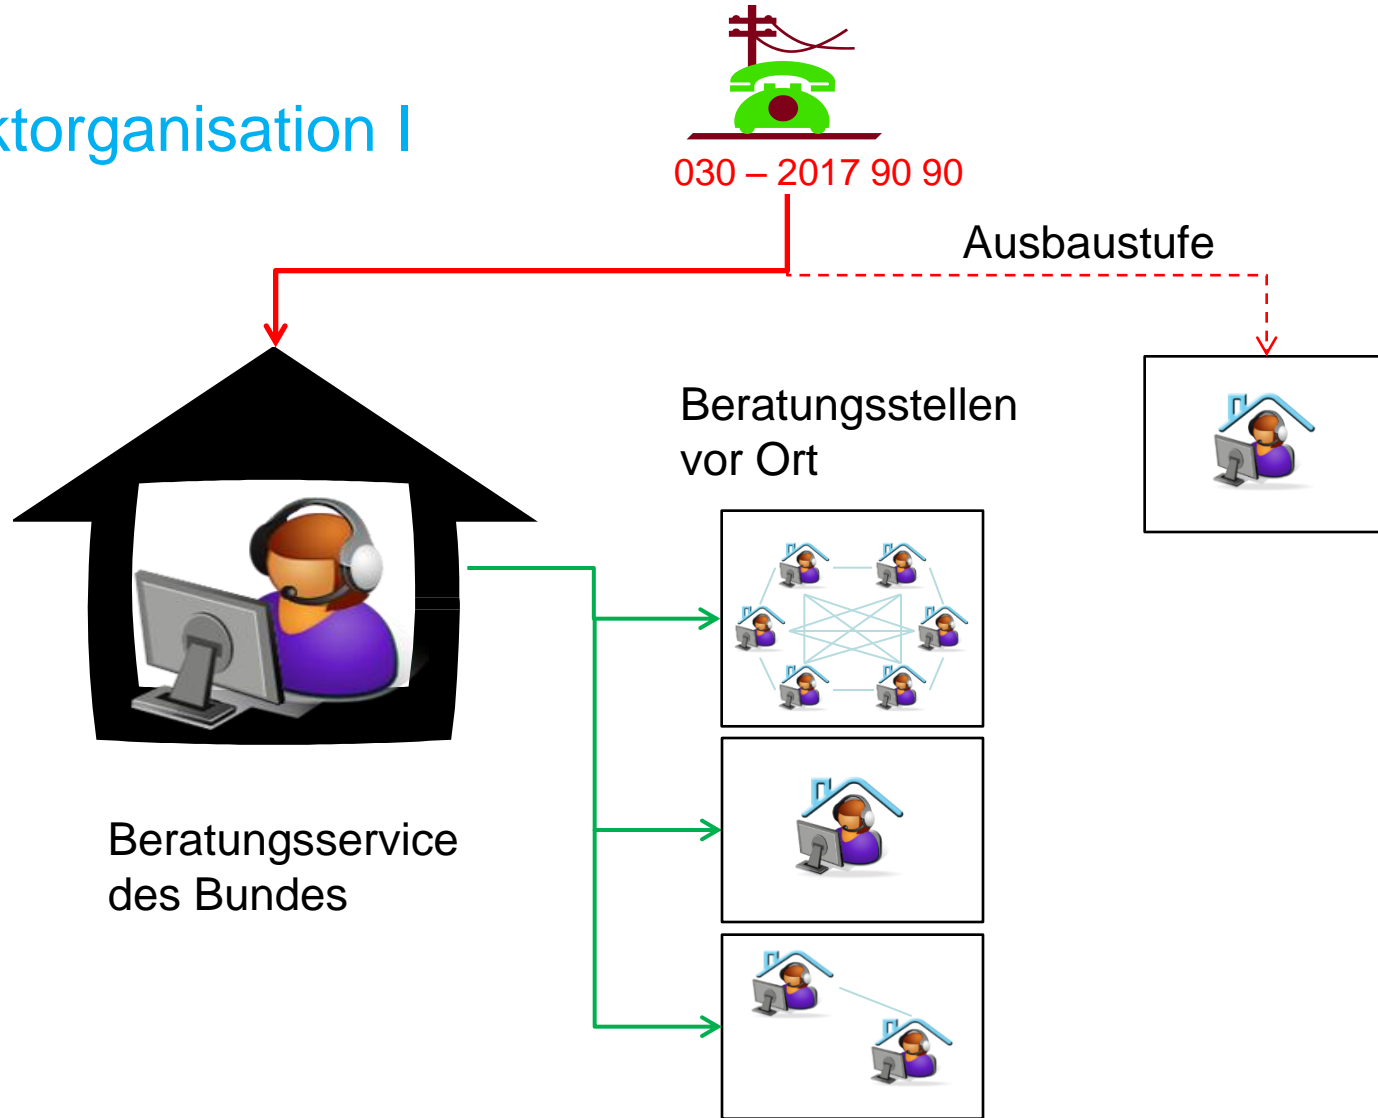 ktorganisation I
030 – 2017 90 90
Ausbaustufe
Beratungsstellen
vor Ort
Beratungsservice
des Bundes